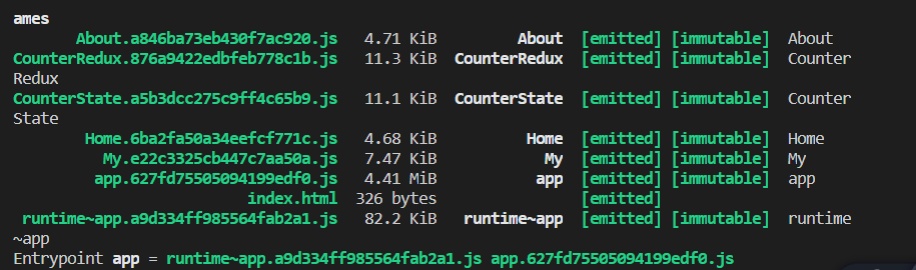 ames
About.a846ba73eb430f7ac920.js 4.71 KiB About [emitted] [immutable] About
CounterRedux.876a9422edbfeb778c1b.js 11.3 KiB CounterRedux [emitted] [immutable] Counter
Redux
CounterState.a5b3dcc275c9ff4c65b9.js 11.1 KiB CounterState [emitted] [immutable] Counter
State
Home.6ba2fa50a34eefcf771c.js 4.68 KiB Home [emitted] [immutable] Home
My.e22c3325cb447c7aa50a.js 7.47 KiB My [emitted] [immutable] My
app.627fd75505094199edf0.js 4.41 MiB app [emitted] [immutable] app
index.html 326 bytes [emitted]
runtime~app.a9d334ff985564fab2a1.js 82.2 KiB runtime~app [emitted] [immutable] runtime
~app
Entrypoint app = runtime~app.a9d334ff985564fab2a1.js app.627fd75505094199edf0.js